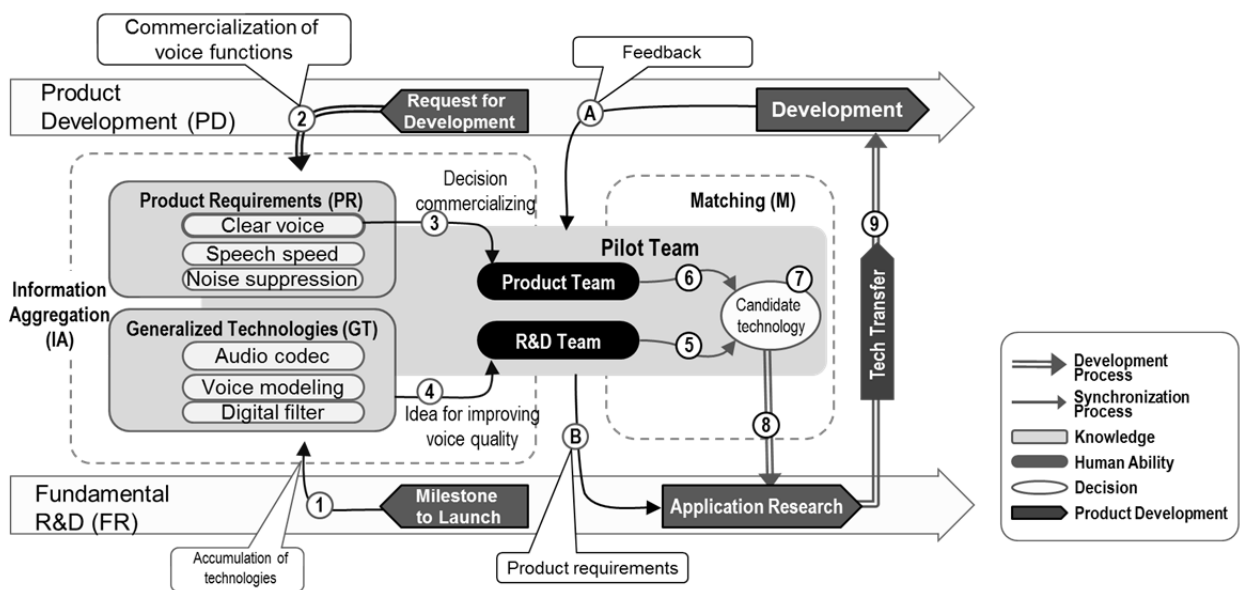 Commercialization of
voice functions
Feedback
Product
Development (PD)
2
Request for
Development
A
Development
Product Requirements (PR)
Clear voice
Speech speed
Noise suppression
Decision
commercializing
3
Matching (M)
Pilot Team
Product Team
6
7
Candidate
technology
9
Information
Aggregation
(IA)
Generalized Technologies (GT)
Audio codec
Voice modeling
Digital filter
R&D Team
5
4
Idea for improving
voice quality
B
8
Tech Transfer
Development
Process
Synchronization
Process
Knowledge
Human Ability
Decision
Product Development
Fundamental
R&D (FR)
1
Milestone
to Launch
Application Research
Accumulation of
technologies
Product requirements